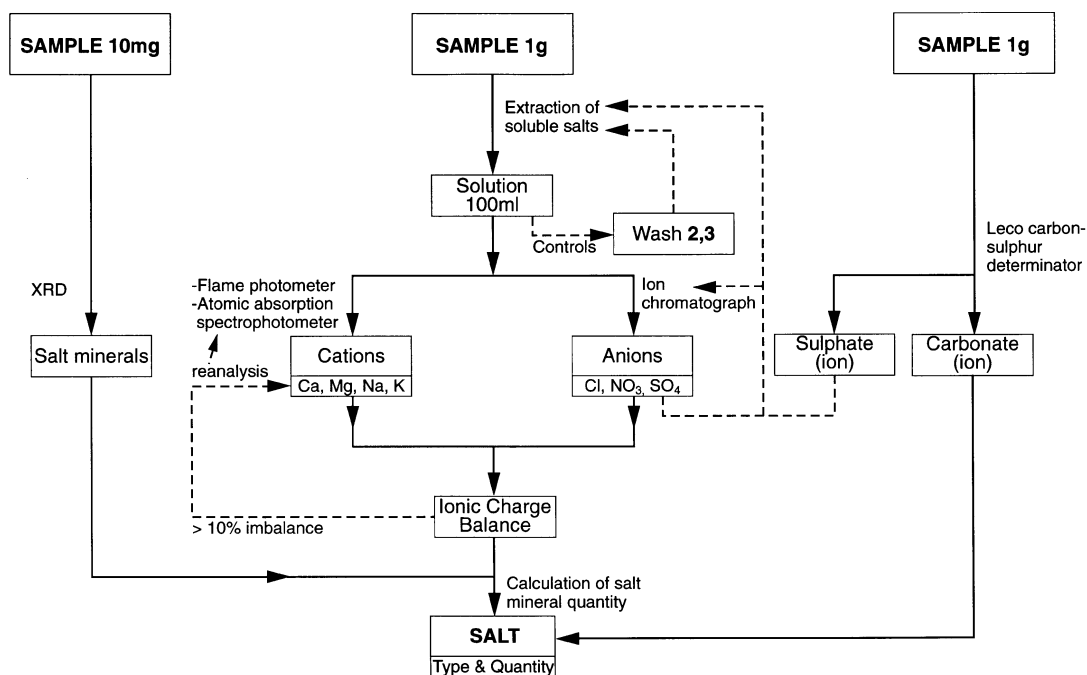 SAMPLE 10mg
SAMPLE 1g
SAMPLE 1g
Extraction of
soluble salts
Solution
100ml
Controls
Wash 2,3
Leco carbon-
sulphur
determinator
XRD
-Flame photometer
-Atomic absorption
spectrophotometer
Ion
chromatograph
Salt minerals
reanalysis
Cations
Ca, Mg, Na, K
Anions
Cl, NO₃, SO₄
Sulphate
(ion)
Carbonate
(ion)
> 10% imbalance
Ionic Charge
Balance
Calculation of salt
mineral quantity
SALT
Type & Quantity